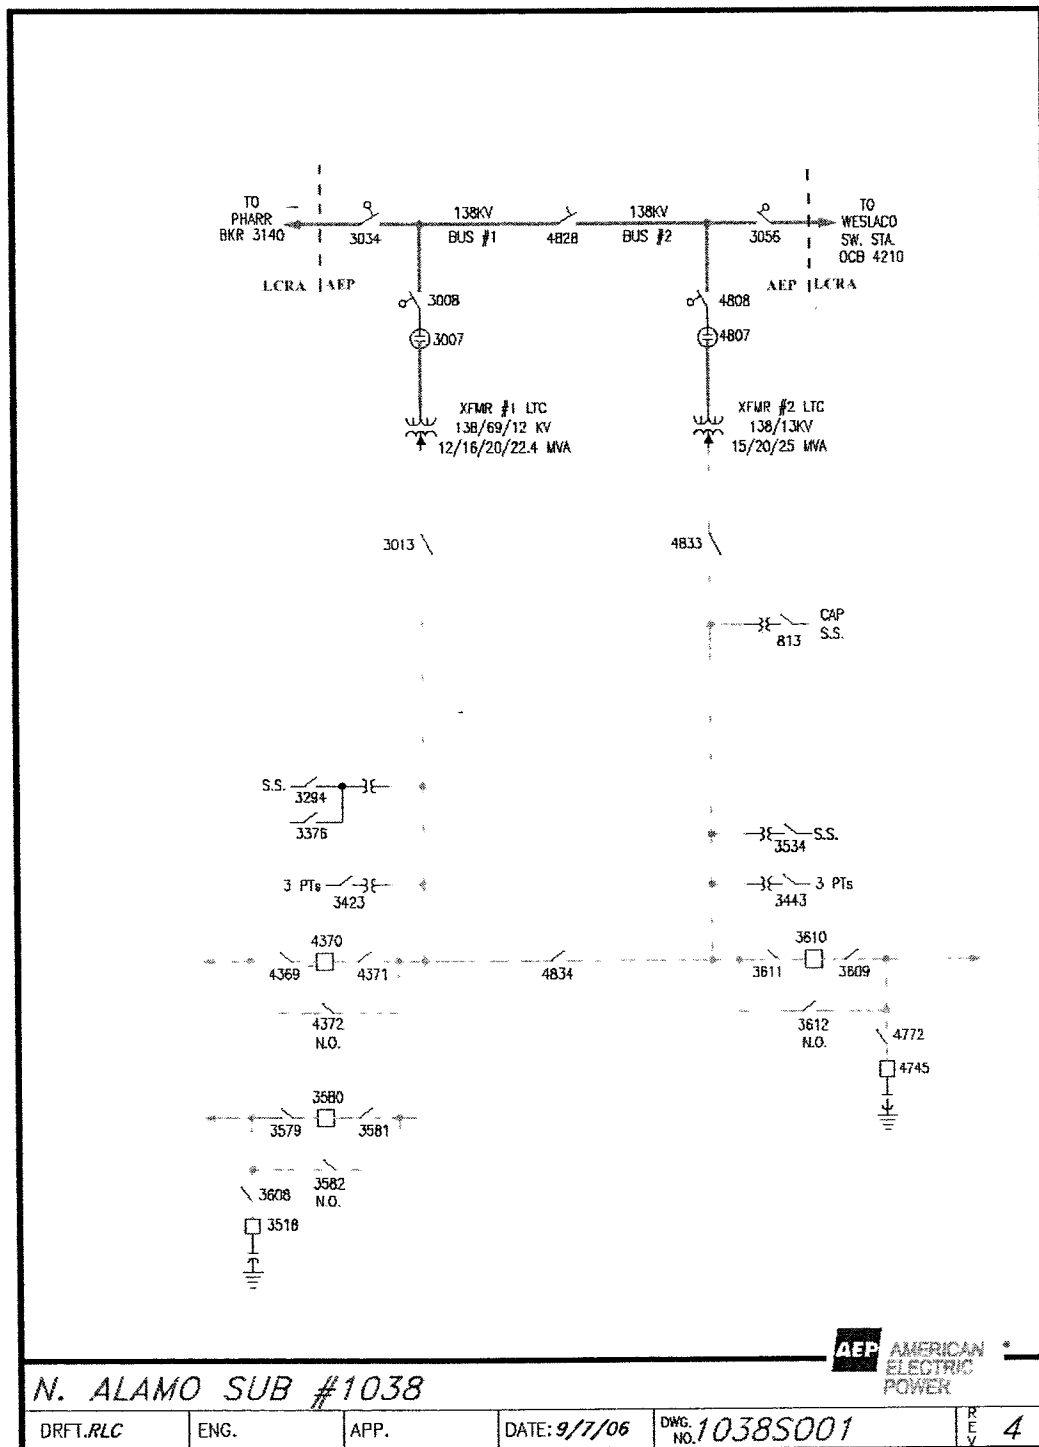 TO
PHARR
BKR 3140
3034
138KV
BUS #1
4828
138KV
BUS #2
3056
TO
WESLACO
SW. STA.
OCB 4210
LCRA | AEP
AEP | LCRA
3008
3007
4808
4807
XFMR #1 LTC
138/69/12 KV
12/16/20/22.4 MVA
XFMR #2 LTC
138/13KV
15/20/25 MVA
3013
4833
813
CAP
S.S.
S.S.
3294
3376
3534
S.S.
3 PTs
3423
3443
3 PTs
4370
4369
4371
4834
3610
3611
3609
4372
N.O.
3612
N.O.
4772
4745
3580
3579
3581
3582
N.O.
3608
3518
AEP AMERICAN
ELECTRIC
POWER
N. ALAMO SUB #1038
DRFT.RLC
ENG.
APP.
DATE: 9/7/06
DWG.
NO. 1038S001
REV 4